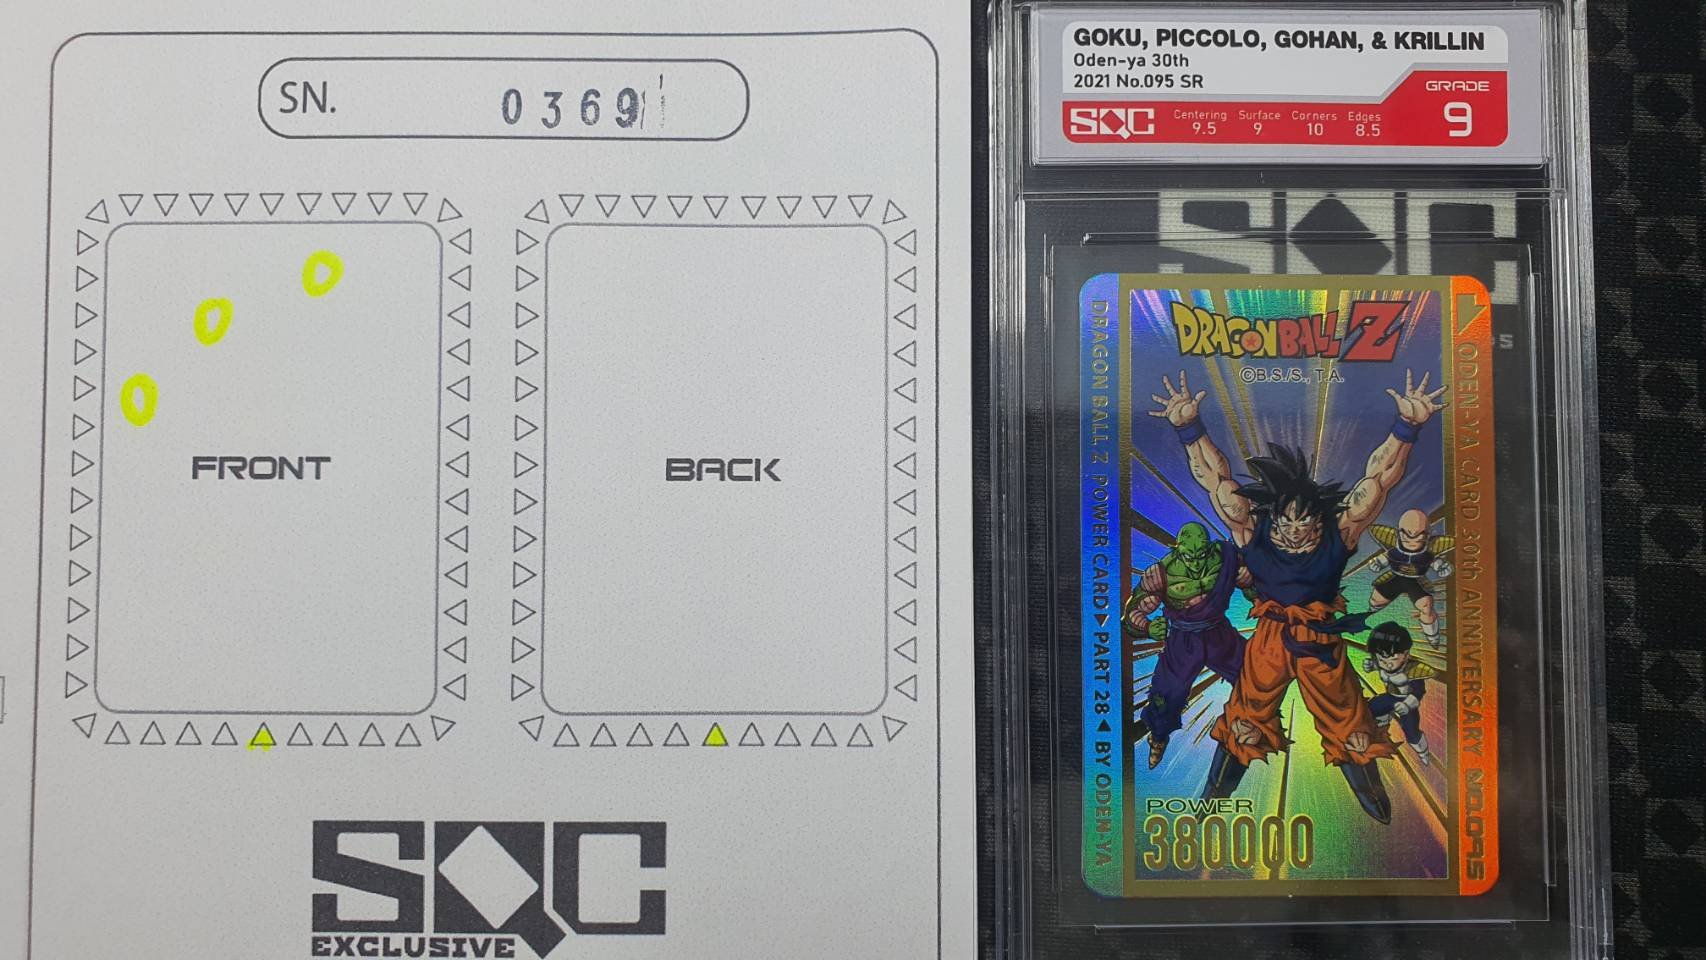 SN. 0369
FRONT
BACK
SQC
EXCLUSIVE
GOKU, PICCOLO, GOHAN, & KRILLIN
Oden-ya 30th
2021 No.095 SR
GRADE
9
SQC
Centering Surface Corners Edges
9.5 9 10 8.5
SQC
DRAGON BALL Z
©B.S./S., T.A.
DRAGON BALL Z POWER CARD▶PART 28◀BY ODEN-YA
ODEN-YA CARD 30th ANNIVERSARY NO.095
POWER
380000